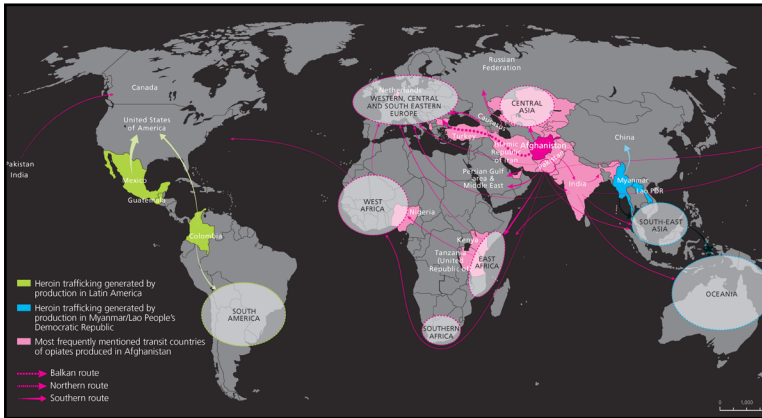 Canada
United States
of America
Pakistan
India
Mexico
Guatemala
Colombia
SOUTH
AMERICA
Russian
Federation
Netherlands
WESTERN, CENTRAL
AND SOUTH EASTERN
EUROPE
CENTRAL
ASIA
Caucasus
Turkey
Islamic
Republic
of Iran
Afghanistan
Pakistan
China
Persian Gulf
area &
Middle East
India
Myanmar
Lao PDR
WEST
AFRICA
Nigeria
SOUTH-EAST
ASIA
Kenya
Tanzania
(United
Republic of)
EAST
AFRICA
OCEANIA
SOUTHERN
AFRICA
Heroin trafficking generated by
production in Latin America
Heroin trafficking generated by
production in Myanmar/Lao People's
Democratic Republic
Most frequently mentioned transit countries
of opiates produced in Afghanistan
Balkan route
Northern route
Southern route
0 1,000